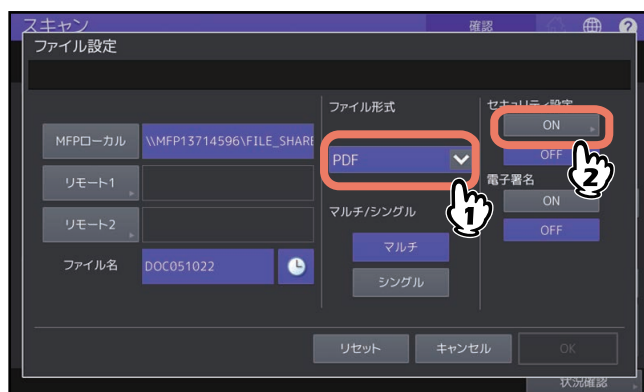 スキャン
確認
ファイル設定
ファイル形式
セキュリティ設定
MFPローカル
\\MFP13714596\FILE_SHARE
PDF
ON
OFF
リモート1
電子署名
ON
マルチ/シングル
リモート2
OFF
マルチ
ファイル名
DOC051022
シングル
リセット
キャンセル
OK
状況確認
1
2
?